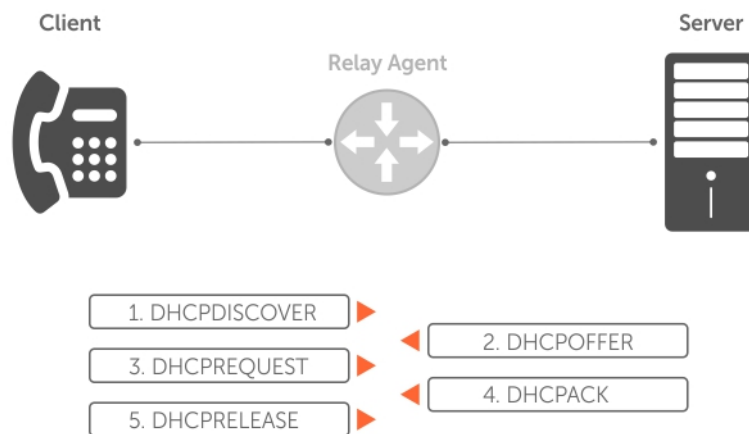 Client
Server
Relay Agent
1. DHCPDISCOVER
2. DHCPOFFER
3. DHCPREQUEST
4. DHCPACK
5. DHCPRELEASE